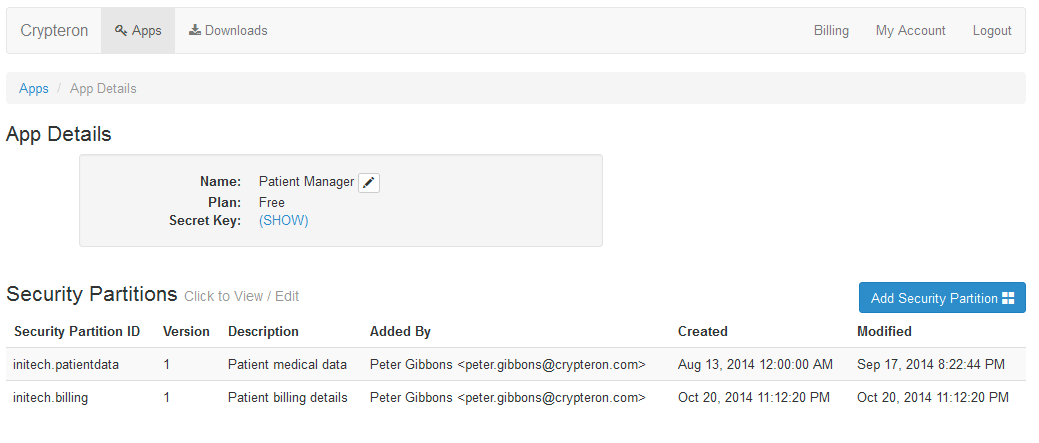 Crypteron Apps Downloads Billing My Account Logout
Apps / App Details
App Details
Name: Patient Manager
Plan: Free
Secret Key: (SHOW)
Security Partitions Click to View / Edit Add Security Partition
Security Partition ID Version Description Added By Created Modified
initech.patientdata 1 Patient medical data Peter Gibbons <peter.gibbons@crypteron.com> Aug 13, 2014 12:00:00 AM Sep 17, 2014 8:22:44 PM
initech.billing 1 Patient billing details Peter Gibbons <peter.gibbons@crypteron.com> Oct 20, 2014 11:12:20 PM Oct 20, 2014 11:12:20 PM